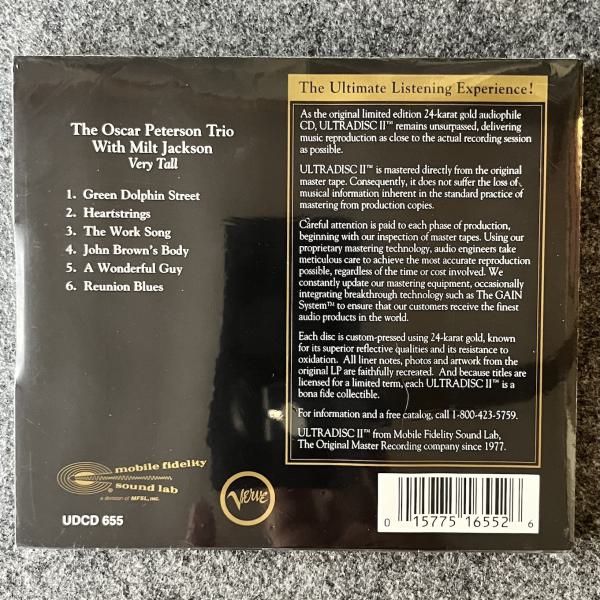 The Oscar Peterson Trio
With Milt Jackson
Very Tall
1. Green Dolphin Street
2. Heartstrings
3. The Work Song
4. John Brown's Body
5. A Wonderful Guy
6. Reunion Blues
mobile fidelity
sound lab
a division of MFSL, INC.
UDCD 655
Verve
The Ultimate Listening Experience!
As the original limited edition 24-karat gold audiophile
CD, ULTRADISC II™ remains unsurpassed, delivering
music reproduction as close to the actual recording session
as possible.
ULTRADISC II™ is mastered directly from the original
master tape. Consequently, it does not suffer the loss of
musical information inherent in the standard practice of
mastering from production copies.
Careful attention is paid to each phase of production,
beginning with our inspection of master tapes. Using our
proprietary mastering technology, audio engineers take
meticulous care to achieve the most accurate reproduction
possible, regardless of the time or cost involved. We
constantly update our mastering equipment, occasionally
integrating breakthrough technology such as The GAIN
System™ to ensure that our customers receive the finest
audio products in the world.
Each disc is custom-pressed using 24-karat gold, known
for its superior reflective qualities and its resistance to
oxidation. All liner notes, photos and artwork from the
original LP are faithfully recreated. And because titles are
licensed for a limited term, each ULTRADISC II™ is a
bona fide collectible.
For information and a free catalog, call 1-800-423-5759.
ULTRADISC II™ from Mobile Fidelity Sound Lab,
The Original Master Recording company since 1977.
0 15775 16552 6